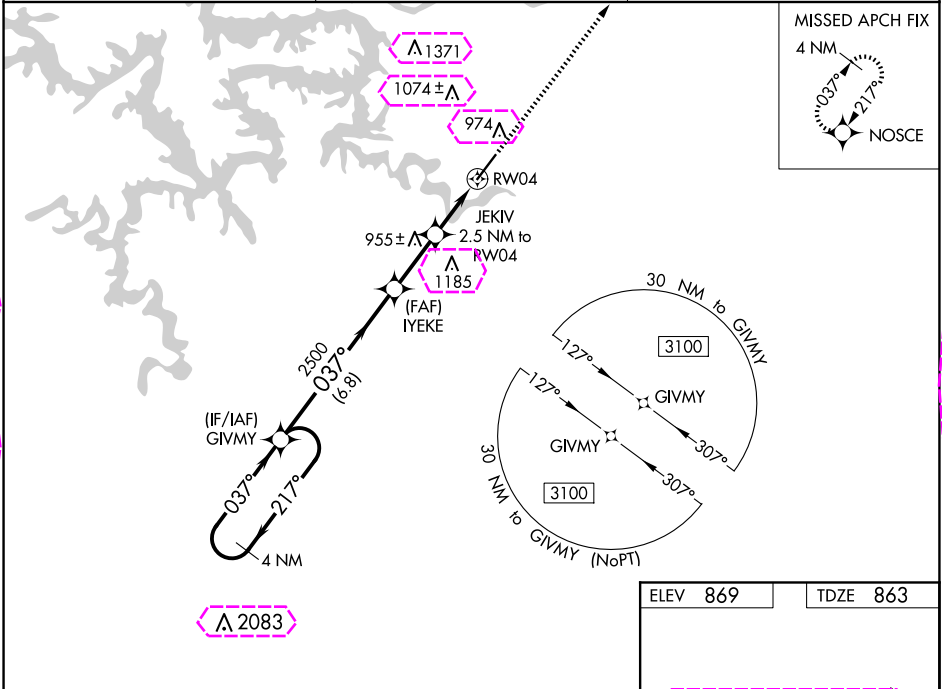 MISSED APCH FIX
4 NM
037°
217°
NOSCE
1371
1074 ±
974
RW04
JEKIV
2.5 NM to
RW04
955 ±
1185
(FAF)
IYEKE
2500
037°
(6.8)
(IF/IAF)
GIVMY
037°
217°
4 NM
2083
30 NM to GIVMY
3100
127°
GIVMY
307°
127°
GIVMY
307°
3100
30 NM to GIVMY (NoPT)
ELEV 869
TDZE 863